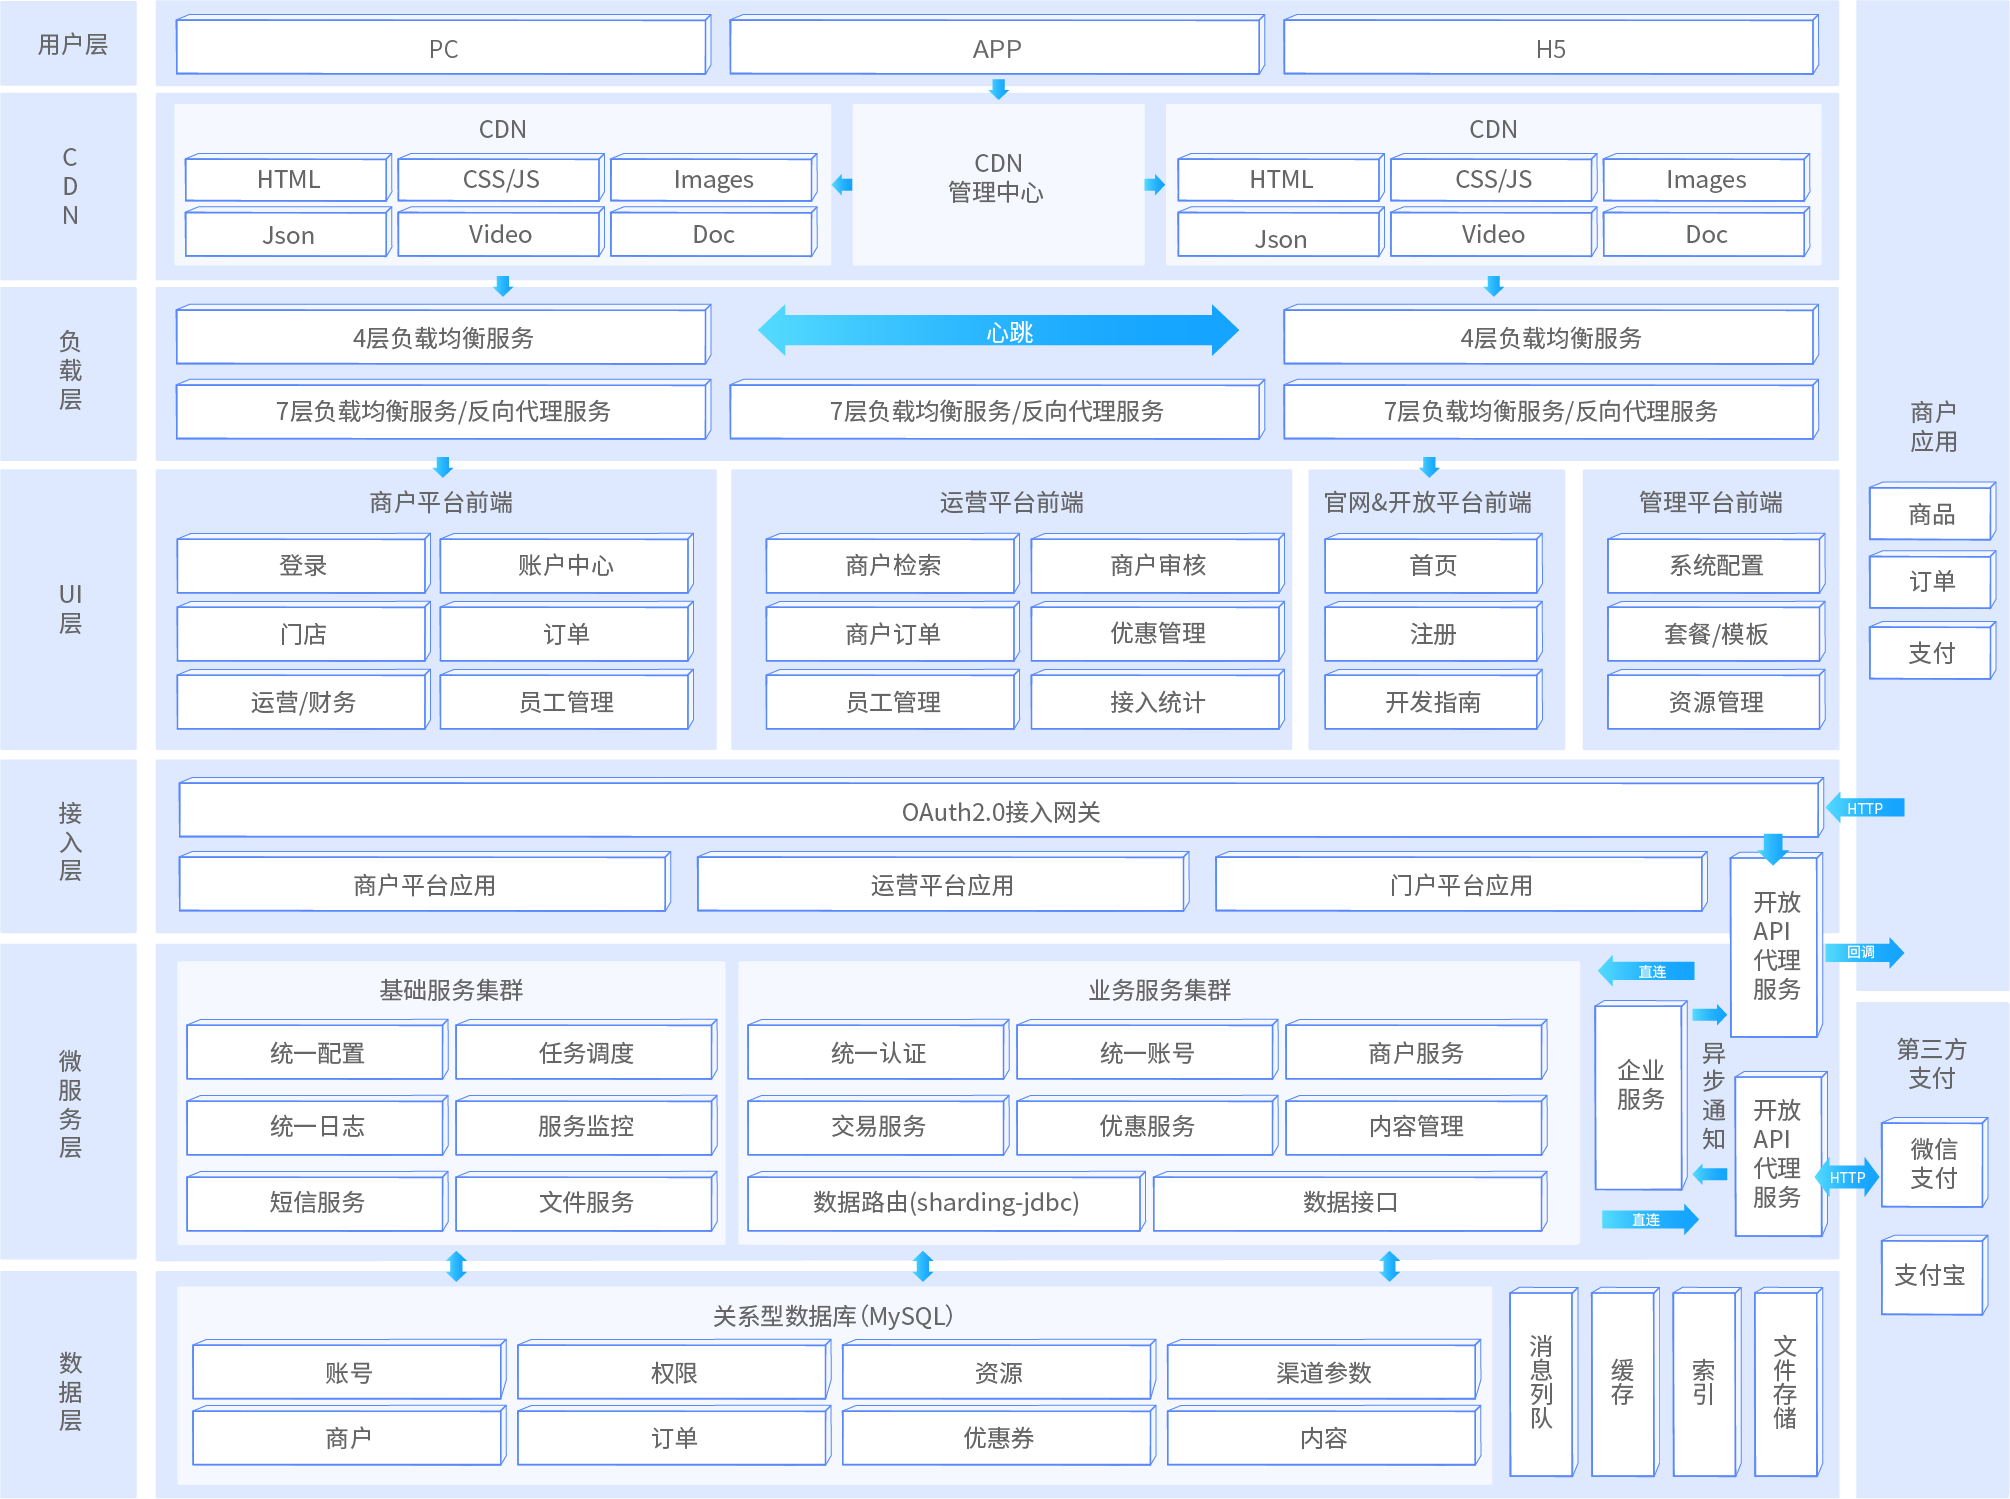 用户层
PC
APP
H5
C
D
N
CDN
HTML
CSS/JS
Images
Json
Video
Doc
CDN
管理中心
CDN
HTML
CSS/JS
Images
Json
Video
Doc
负
载
层
4层负载均衡服务
心跳
4层负载均衡服务
7层负载均衡服务/反向代理服务
7层负载均衡服务/反向代理服务
7层负载均衡服务/反向代理服务
UI
层
商户平台前端
登录
账户中心
门店
订单
运营/财务
员工管理
运营平台前端
商户检索
商户审核
商户订单
优惠管理
员工管理
接入统计
官网&开放平台前端
首页
注册
开发指南
管理平台前端
系统配置
套餐/模板
资源管理
商户
应用
商品
订单
支付
接
入
层
OAuth2.0接入网关
HTTP
商户平台应用
运营平台应用
门户平台应用
开放
API
代理
服务
回调
微
服
务
层
基础服务集群
统一配置
任务调度
统一日志
服务监控
短信服务
文件服务
业务服务集群
统一认证
统一账号
商户服务
交易服务
优惠服务
内容管理
数据路由(sharding-jdbc)
数据接口
直连
企业
服务
异
步
通
知
直连
开放
API
代理
服务
HTTP
第三方
支付
微信
支付
支付宝
数
据
层
关系型数据库（MySQL）
账号
权限
资源
渠道参数
商户
订单
优惠券
内容
消
息
列
队
缓
存
索
引
文
件
存
储